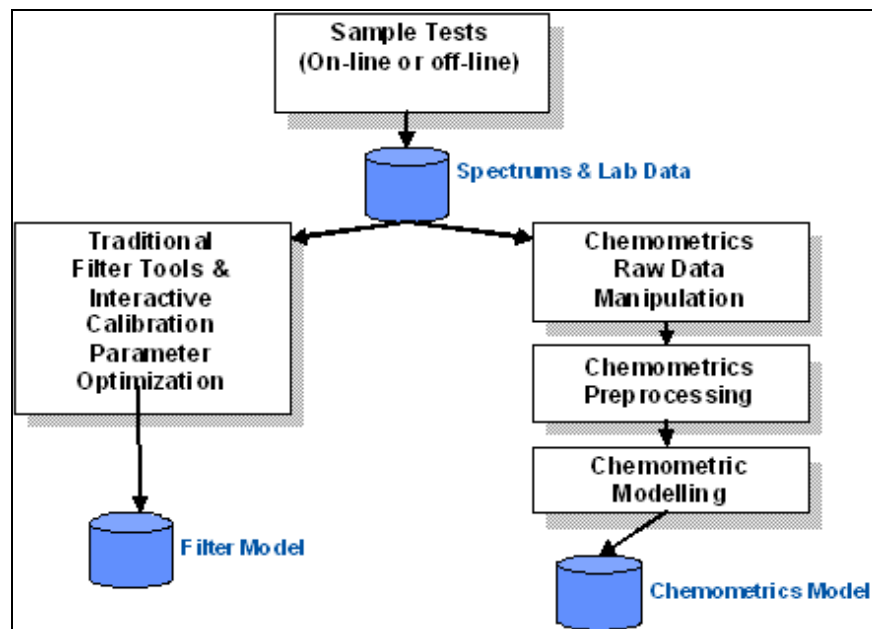 Sample Tests
(On-line or off-line)
Spectrums & Lab Data
Traditional
Filter Tools &
Interactive
Calibration
Parameter
Optimization
Chemometrics
Raw Data
Manipulation
Chemometrics
Preprocessing
Chemometric
Modelling
Filter Model
Chemometrics Model